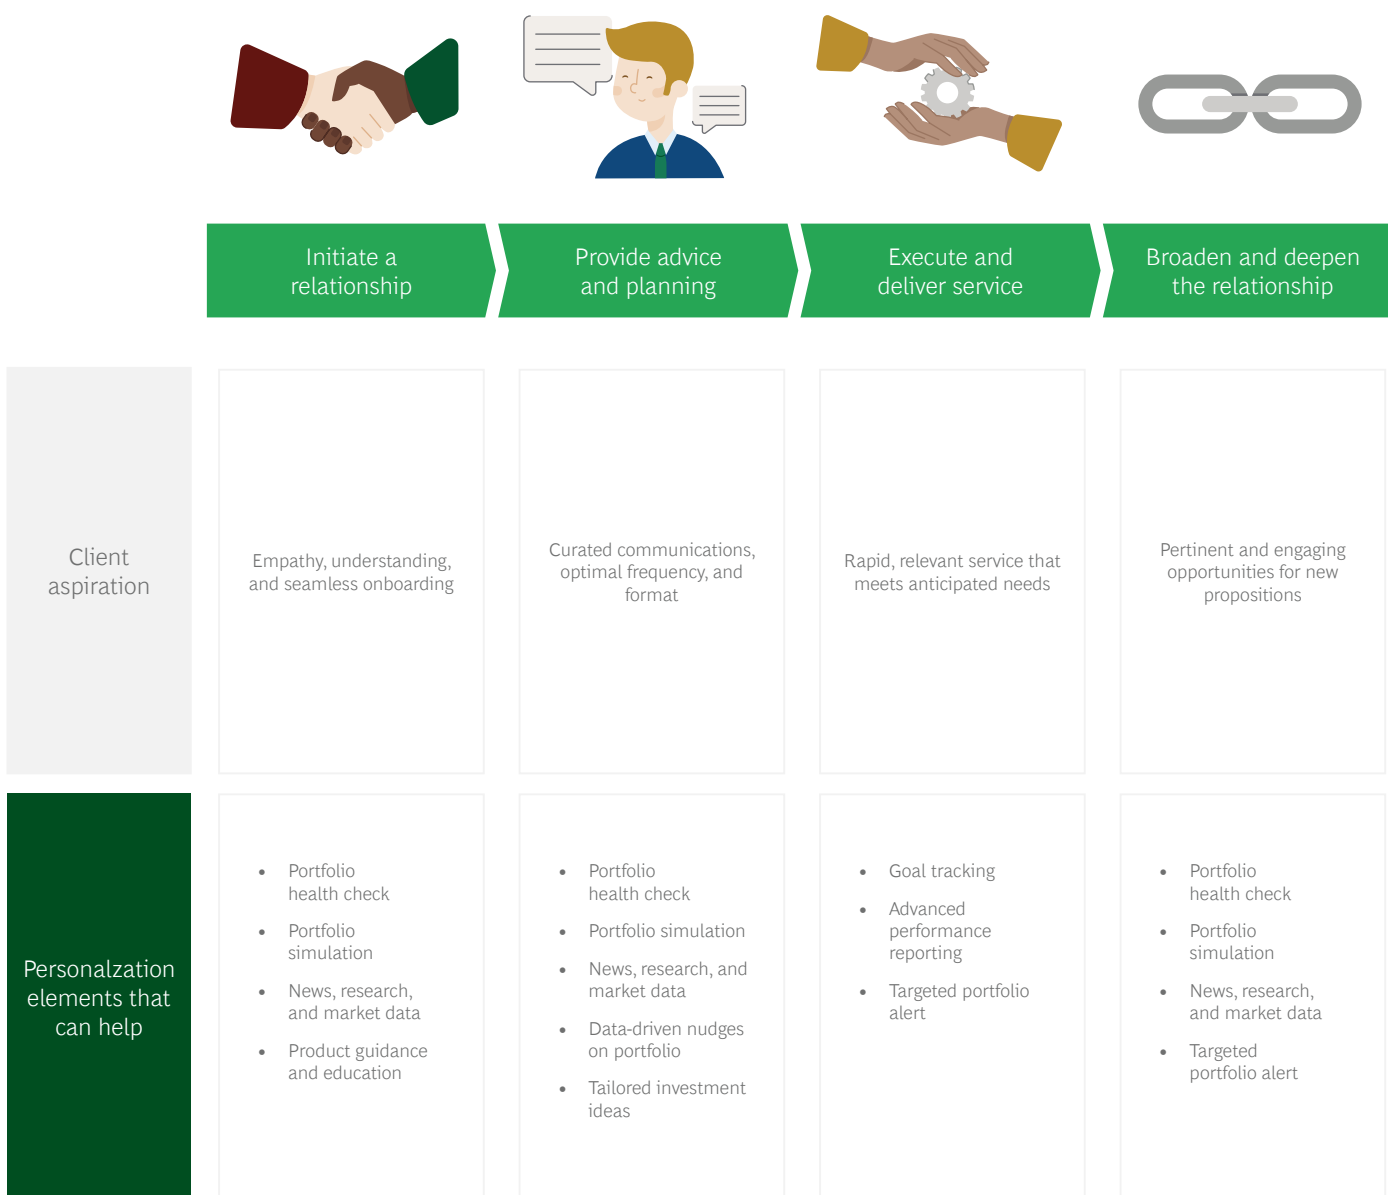 Initiate a
relationship
Provide advice
and planning
Execute and
deliver service
Broaden and deepen
the relationship
Client
aspiration
Empathy, understanding,
and seamless onboarding
Curated communications,
optimal frequency, and
format
Rapid, relevant service that
meets anticipated needs
Pertinent and engaging
opportunities for new
propositions
Personalzation
elements that
can help
• Portfolio
health check
• Portfolio
simulation
• News, research,
and market data
• Product guidance
and education
• Portfolio
health check
• Portfolio simulation
• News, research, and
market data
• Data-driven nudges
on portfolio
• Tailored investment
ideas
• Goal tracking
• Advanced
performance
reporting
• Targeted portfolio
alert
• Portfolio
health check
• Portfolio
simulation
• News, research,
and market data
• Targeted
portfolio alert